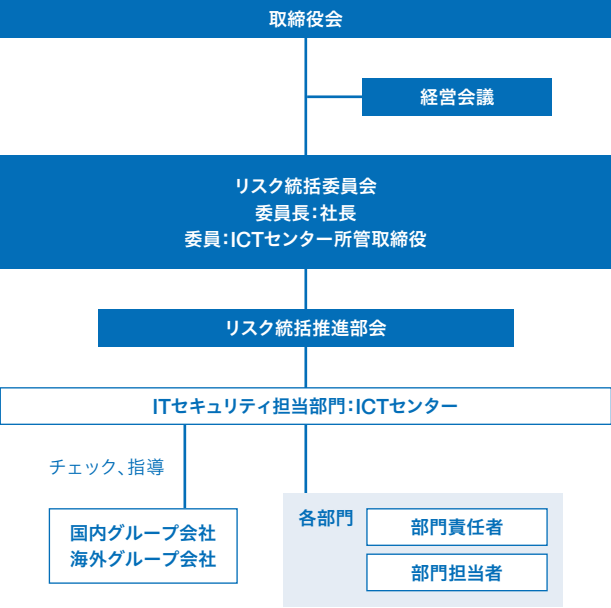 取締役会
経営会議
リスク統括委員会
委員長：社長
委員：ICTセンター所管取締役
リスク統括推進部会
ITセキュリティ担当部門：ICTセンター
チェック、指導
国内グループ会社
海外グループ会社
各部門
部門責任者
部門担当者